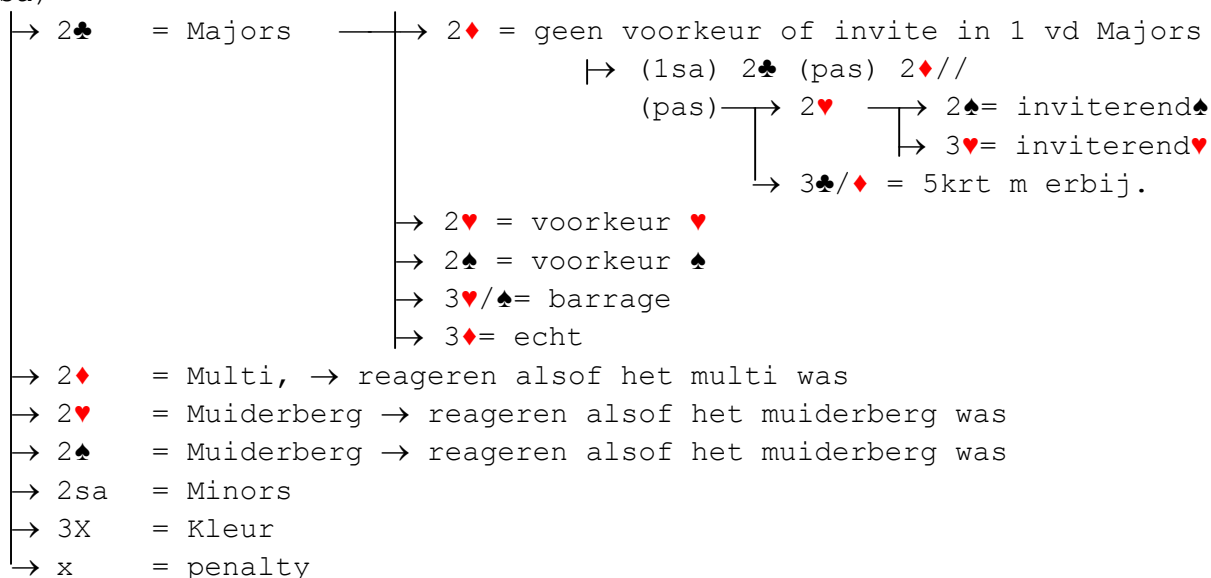 → 2♣ = Majors → 2♦ = geen voorkeur of invite in 1 vd Majors
↦ (1sa) 2♣ (pas) 2♦//
(pas) → 2♥ → 2♠= inviterend♠
→ 3♥= inviterend♥
→ 3♣/♦ = 5krt m erbij.
→ 2♥ = voorkeur ♥
→ 2♠ = voorkeur ♠
→ 3♥/♠= barrage
→ 3♦= echt
→ 2♦ = Multi, → reageren alsof het multi was
→ 2♥ = Muiderberg → reageren alsof het muiderberg was
→ 2♠ = Muiderberg → reageren alsof het muiderberg was
→ 2sa = Minors
→ 3X = Kleur
→ x = penalty